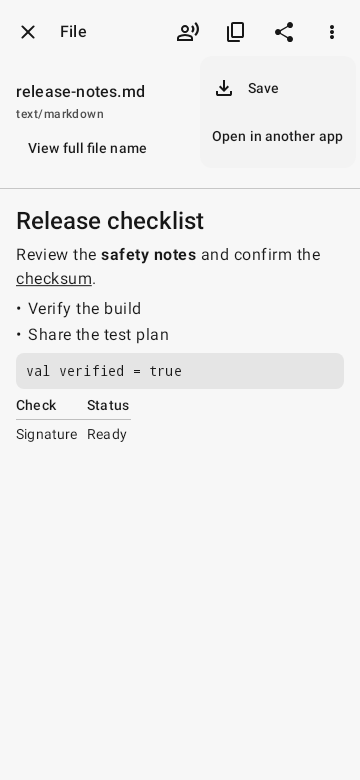 File
release-notes.md
text/markdown
View full file name
Save
Open in another app
Release checklist
Review the safety notes and confirm the
checksum.
• Verify the build
• Share the test plan
val verified = true
Check Status
Signature Ready